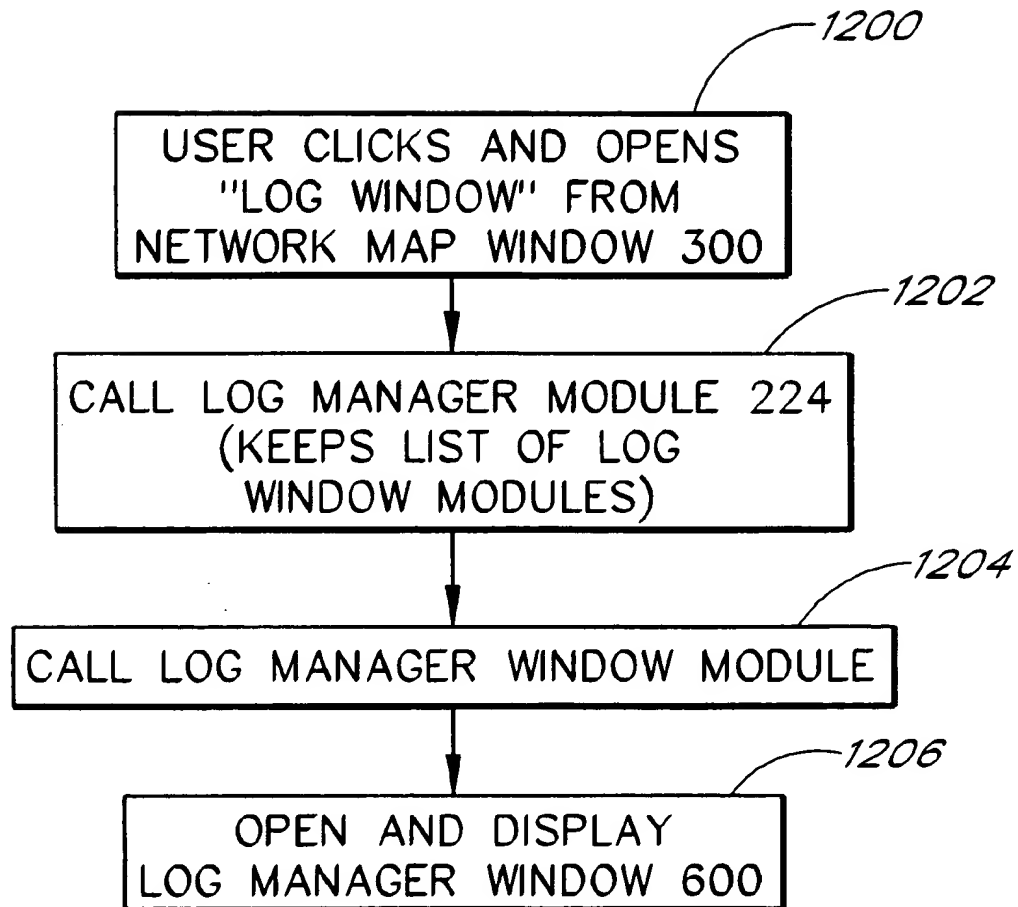 1200
USER CLICKS AND OPENS
"LOG WINDOW" FROM
NETWORK MAP WINDOW 300
1202
CALL LOG MANAGER MODULE 224
(KEEPS LIST OF LOG
WINDOW MODULES)
1204
CALL LOG MANAGER WINDOW MODULE
1206
OPEN AND DISPLAY
LOG MANAGER WINDOW 600